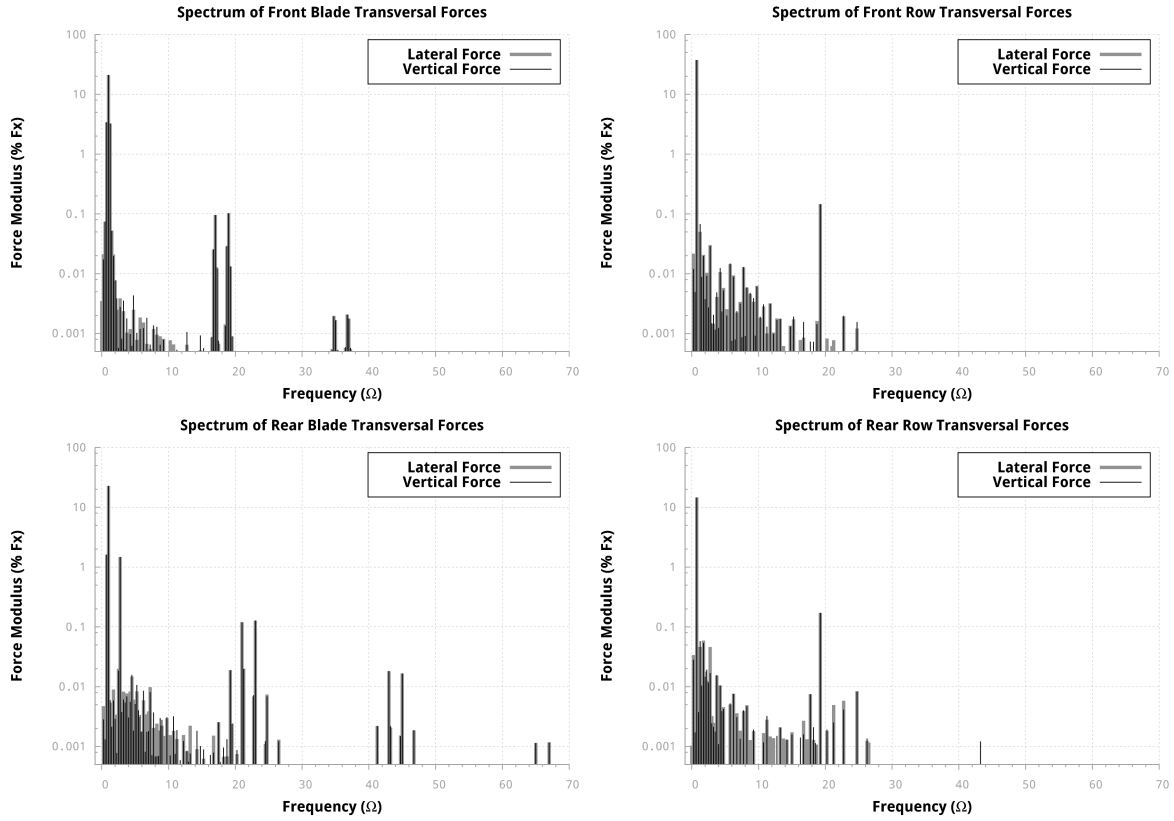 Spectrum of Front Blade Transversal Forces
Force Modulus (% Fx)
100
10
1
0.1
0.01
0.001
Lateral Force
Vertical Force
0 10 20 30 40 50 60 70
Frequency (Ω)
Spectrum of Front Row Transversal Forces
Force Modulus (% Fx)
100
10
1
0.1
0.01
0.001
Lateral Force
Vertical Force
0 10 20 30 40 50 60 70
Frequency (Ω)
Spectrum of Rear Blade Transversal Forces
Force Modulus (% Fx)
100
10
1
0.1
0.01
0.001
Lateral Force
Vertical Force
0 10 20 30 40 50 60 70
Frequency (Ω)
Spectrum of Rear Row Transversal Forces
Force Modulus (% Fx)
100
10
1
0.1
0.01
0.001
Lateral Force
Vertical Force
0 10 20 30 40 50 60 70
Frequency (Ω)